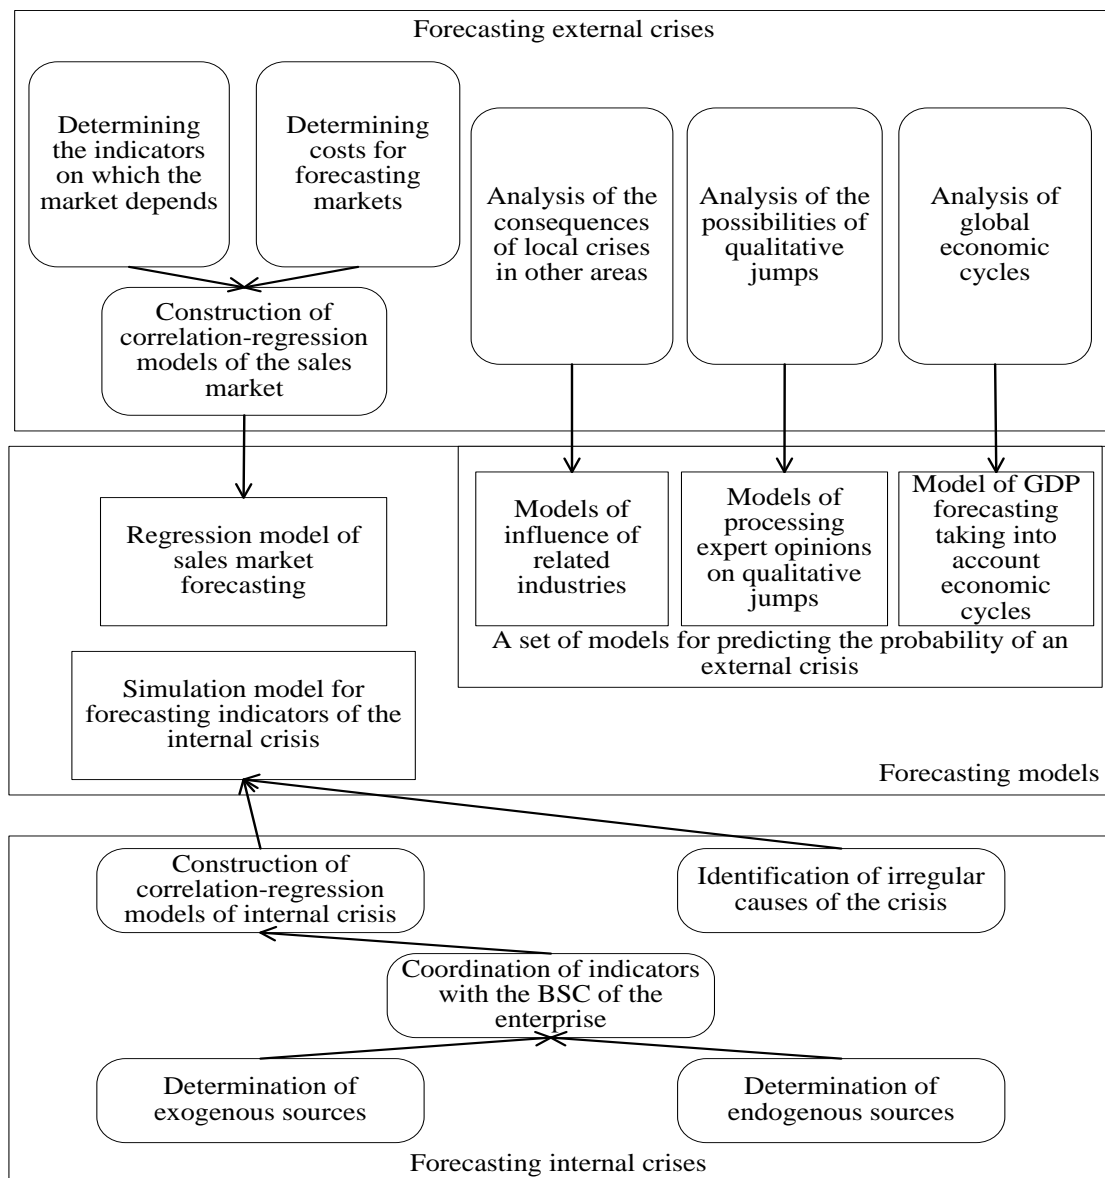 Forecasting external crises
Determining
the indicators
on which the
market depends
Determining
costs for
forecasting
markets
Analysis of the
consequences
of local crises
in other areas
Analysis of the
possibilities of
qualitative
jumps
Analysis of
global
economic
cycles
Construction of
correlation-regression
models of the sales
market
Regression model of
sales market
forecasting
Models of
influence of
related
industries
Models of
processing
expert opinions
on qualitative
jumps
Model of GDP
forecasting
taking into
account
economic
cycles
A set of models for predicting the probability of an
external crisis
Simulation model for
forecasting indicators of the
internal crisis
Forecasting models
Construction of
correlation-regression
models of internal crisis
Identification of irregular
causes of the crisis
Coordination of indicators
with the BSC of the
enterprise
Determination of
exogenous sources
Determination of
endogenous sources
Forecasting internal crises